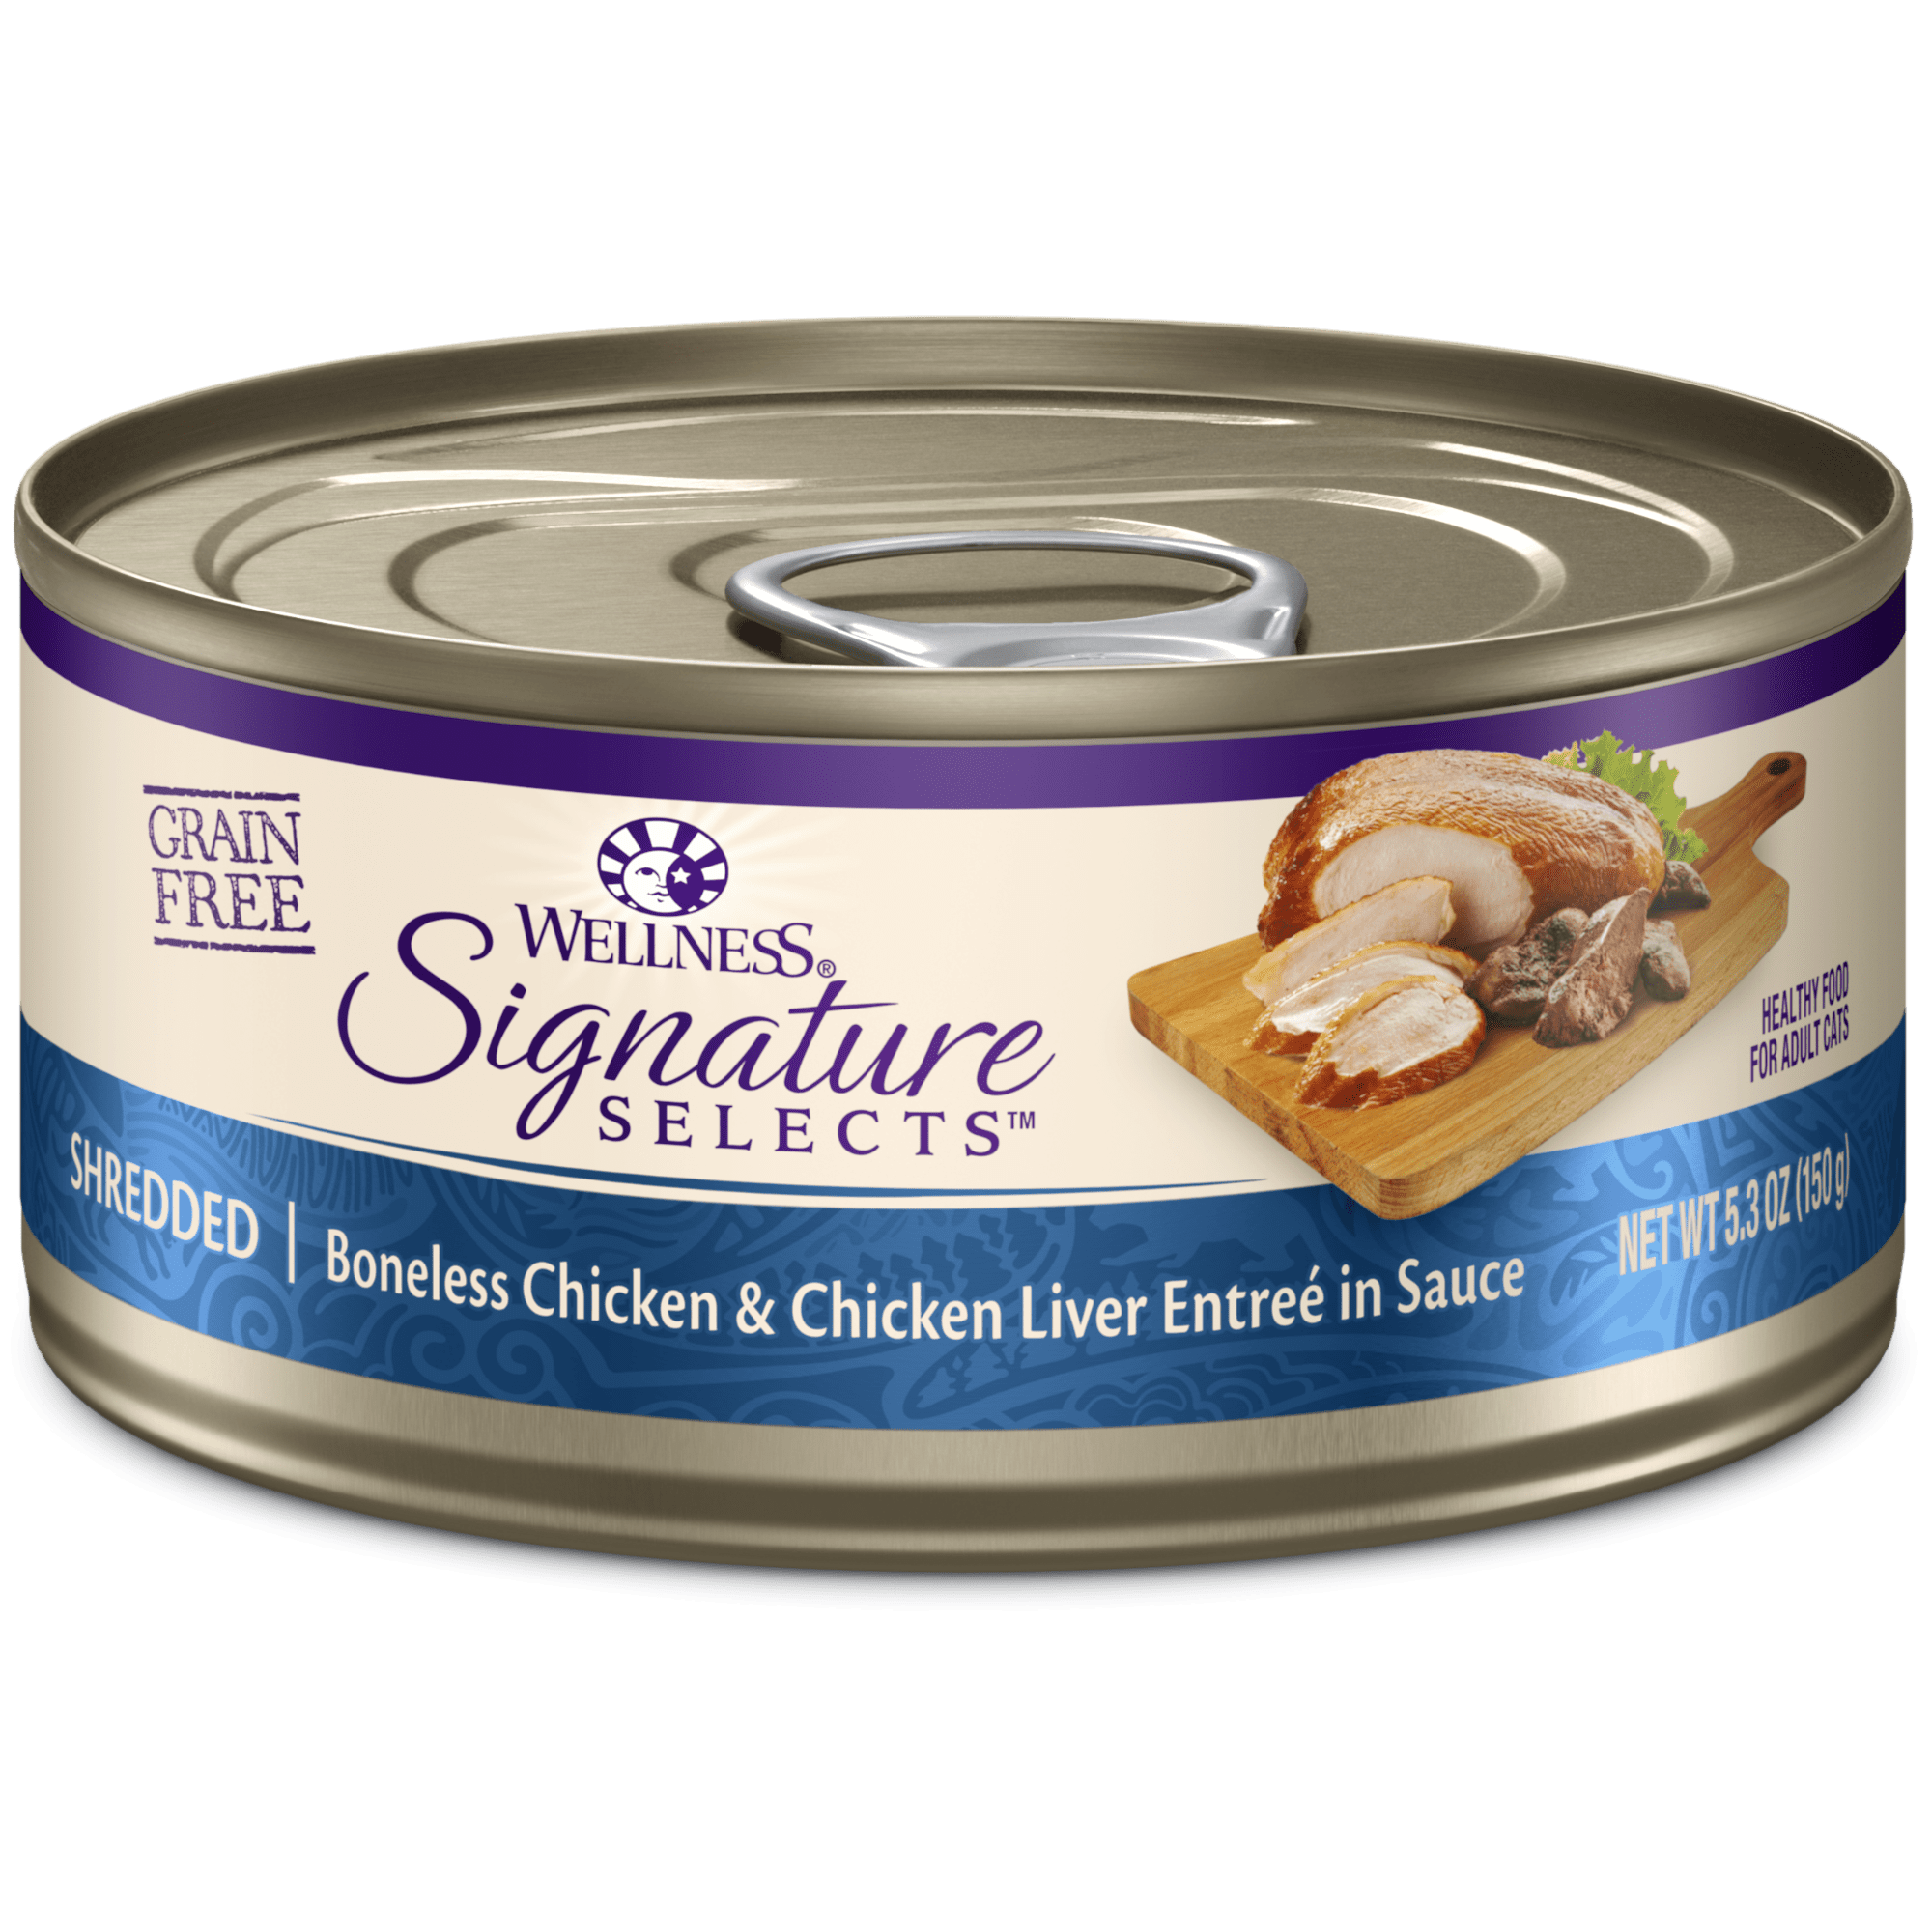 GRAIN
FREE
WELLNESS®
Signature
SELECTS™
HEALTHY FOOD
FOR ADULT CATS
SHREDDED | Boneless Chicken & Chicken Liver Entreé in Sauce
NET WT 5.3 OZ (150 g)